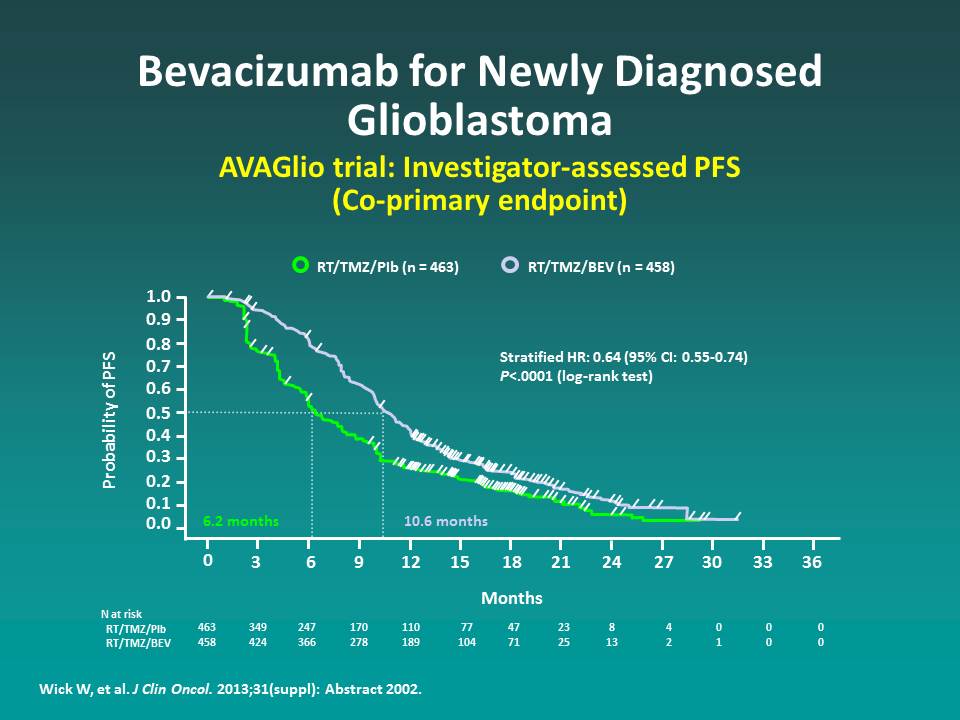 Bevacizumab for Newly Diagnosed
Glioblastoma
AVAGlio trial: Investigator-assessed PFS
(Co-primary endpoint)
RT/TMZ/Plb (n = 463) RT/TMZ/BEV (n = 458)
Probability of PFS
1.0
0.9
0.8
0.7
0.6
0.5
0.4
0.3
0.2
0.1
0.0
Stratified HR: 0.64 (95% CI: 0.55-0.74)
P<.0001 (log-rank test)
6.2 months 10.6 months
0 3 6 9 12 15 18 21 24 27 30 33 36
Months
N at risk
RT/TMZ/Plb 463 349 247 170 110 77 47 23 8 4 0 0 0
RT/TMZ/BEV 458 424 366 278 189 104 71 25 13 2 1 0 0
Wick W, et al. J Clin Oncol. 2013;31(suppl): Abstract 2002.